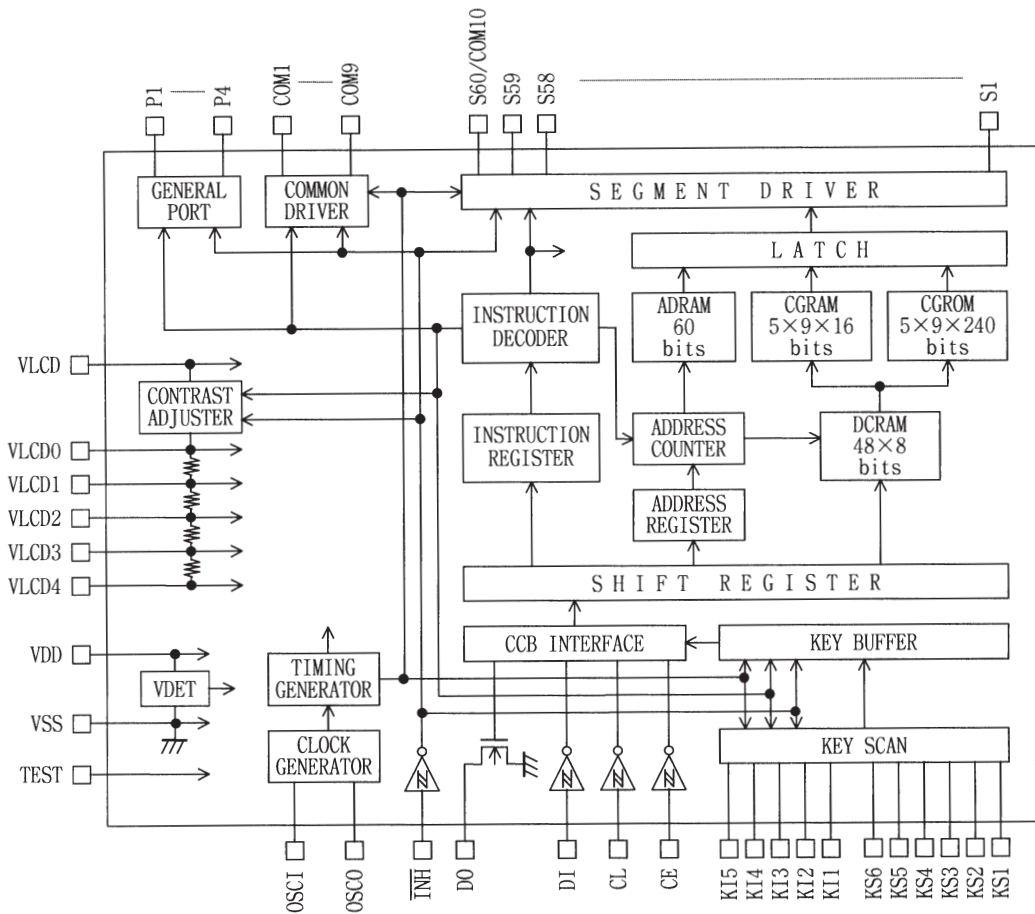 P1
P4
COM1
COM9
S60/COM10
S59
S58
S1
GENERAL
PORT
COMMON
DRIVER
SEGMENT DRIVER
LATCH
INSTRUCTION
DECODER
ADRAM
60
bits
CGRAM
5×9×16
bits
CGROM
5×9×240
bits
VLCD
CONTRAST
ADJUSTER
INSTRUCTION
REGISTER
ADDRESS
COUNTER
DCRAM
48×8
bits
VLCD0
VLCD1
VLCD2
VLCD3
VLCD4
ADDRESS
REGISTER
SHIFT REGISTER
CCB INTERFACE
KEY BUFFER
VDD
VDET
VSS
TEST
TIMING
GENERATOR
CLOCK
GENERATOR
KEY SCAN
OSCI
OSCO
INH
DO
DI
CL
CE
KI5
KI4
KI3
KI2
KI1
KS6
KS5
KS4
KS3
KS2
KS1